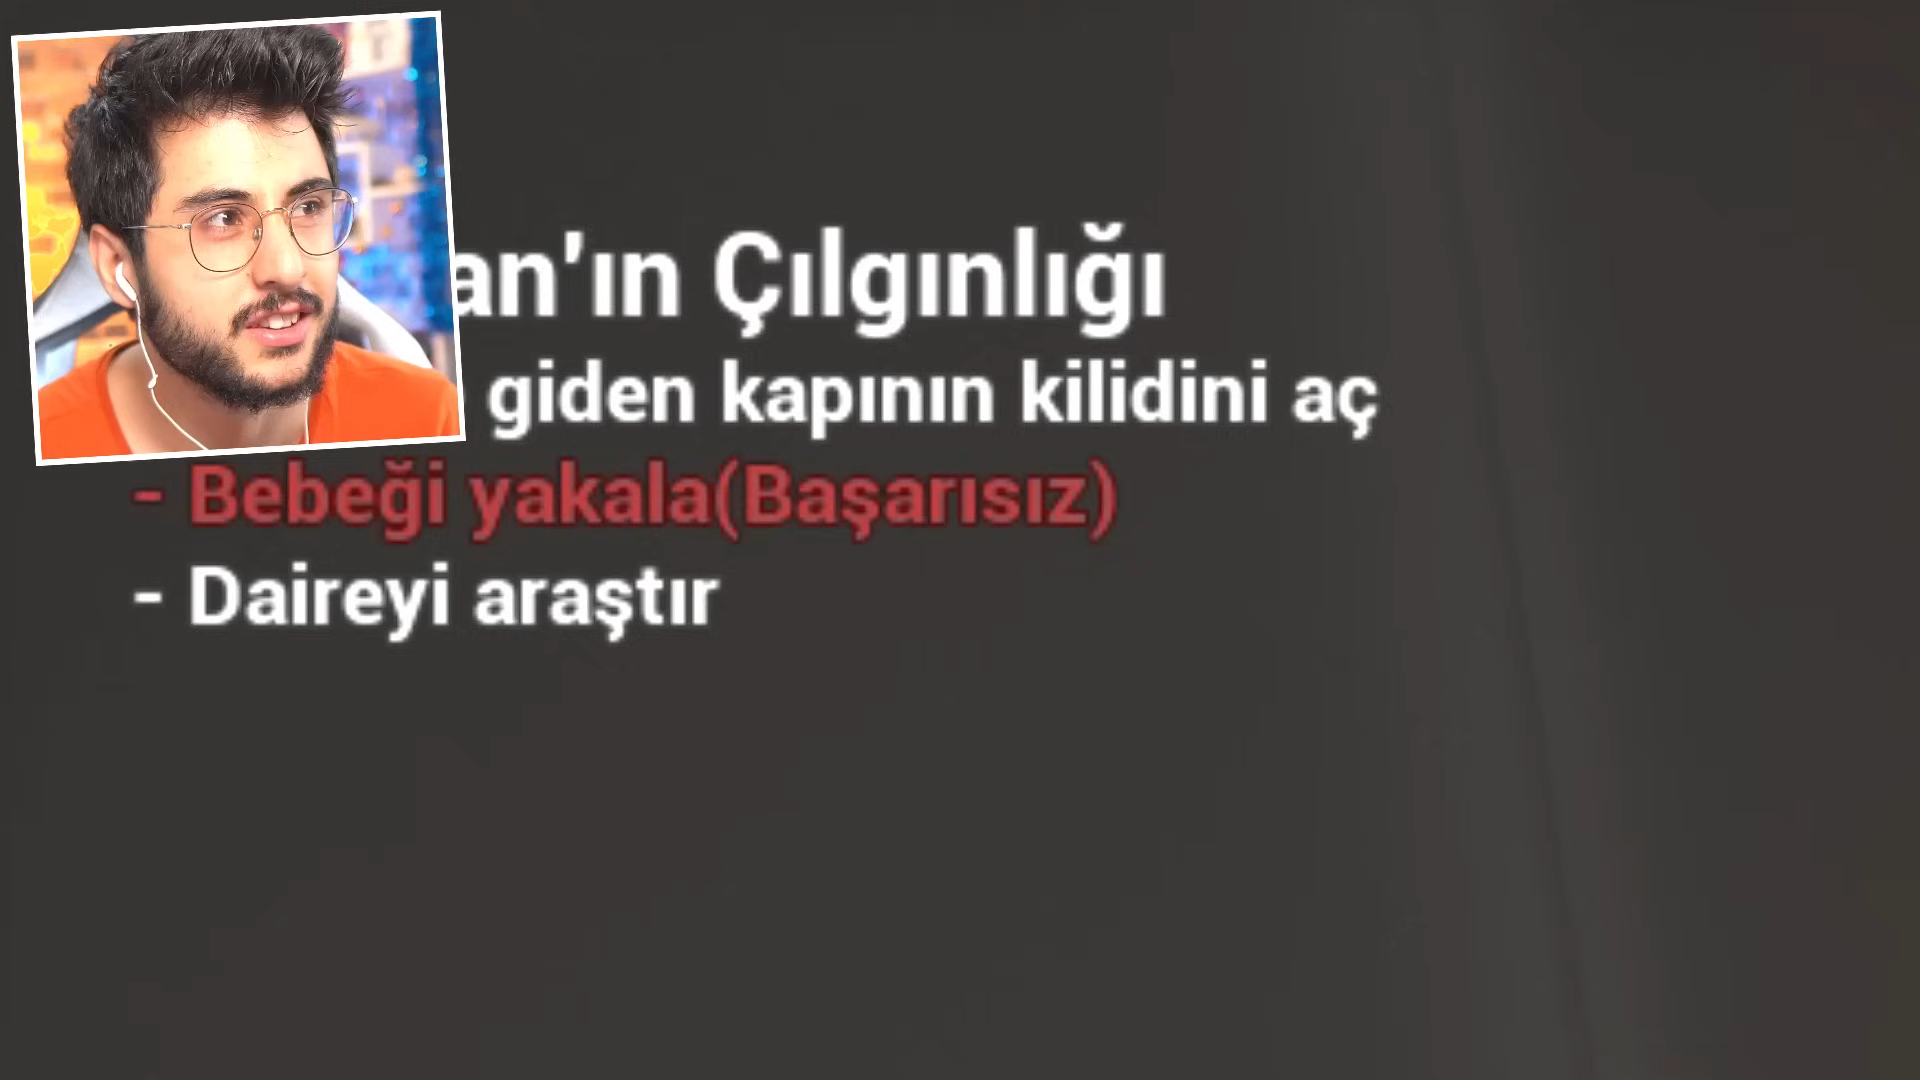 an'ın Çılgınlığı
giden kapının kilidini aç
- Bebeği yakala(Başarısız)
- Daireyi araştır